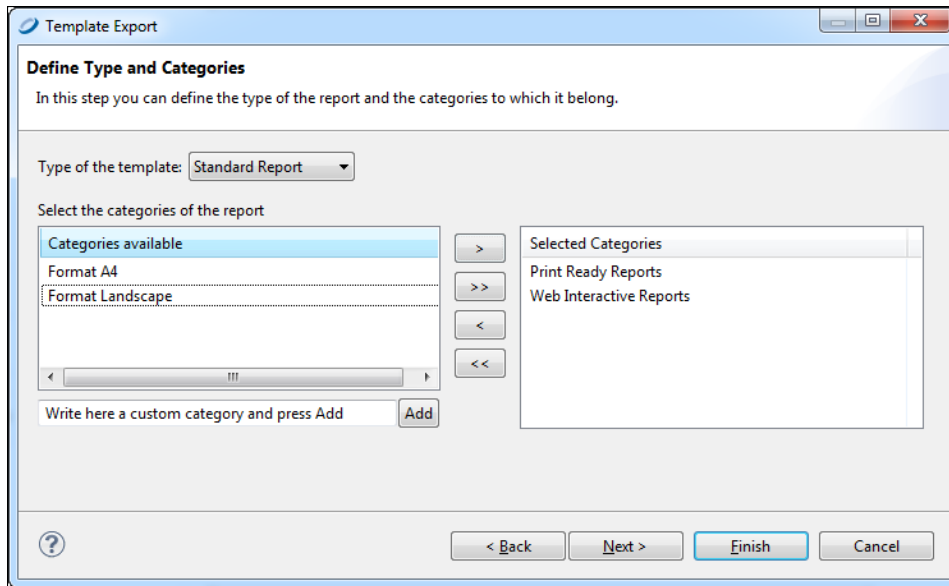 Template Export
Define Type and Categories
In this step you can define the type of the report and the categories to which it belong.
Type of the template: Standard Report
Select the categories of the report
Categories available
Format A4
Format Landscape
>
>>
<
<<
Selected Categories
Print Ready Reports
Web Interactive Reports
Write here a custom category and press Add
Add
?
< Back
Next >
Finish
Cancel